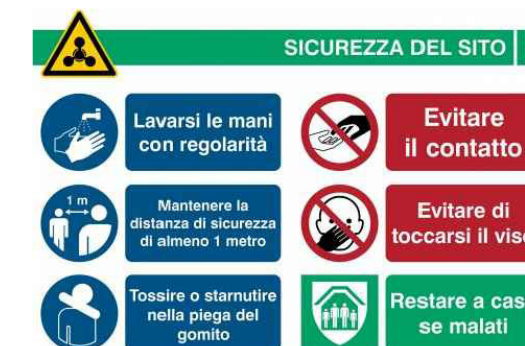 SICUREZZA DEL SITO
Lavarsi le mani
con regolarità
Evitare
il contatto
1 m
Mantenere la
distanza di sicurezza
di almeno 1 metro
Evitare di
toccarsi il viso
Tossire o starnutire
nella piega del
gomito
Restare a cas
se malati